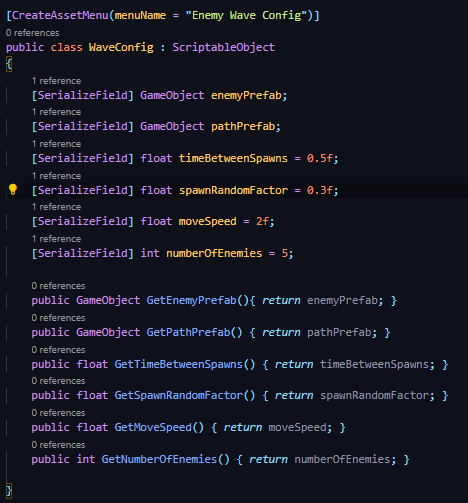 [CreateAssetMenu(menuName = "Enemy Wave Config")]
0 references
public class WaveConfig : ScriptableObject
{
1 reference
[SerializeField] GameObject enemyPrefab;
1 reference
[SerializeField] GameObject pathPrefab;
1 reference
[SerializeField] float timeBetweenSpawns = 0.5f;
1 reference
[SerializeField] float spawnRandomFactor = 0.3f;
1 reference
[SerializeField] float moveSpeed = 2f;
1 reference
[SerializeField] int numberOfEnemies = 5;
0 references
public GameObject GetEnemyPrefab(){ return enemyPrefab; }
0 references
public GameObject GetPathPrefab() { return pathPrefab; }
0 references
public float GetTimeBetweenSpawns() { return timeBetweenSpawns; }
0 references
public float GetSpawnRandomFactor() { return spawnRandomFactor; }
0 references
public float GetMoveSpeed() { return moveSpeed; }
0 references
public int GetNumberOfEnemies() { return numberOfEnemies; }
}